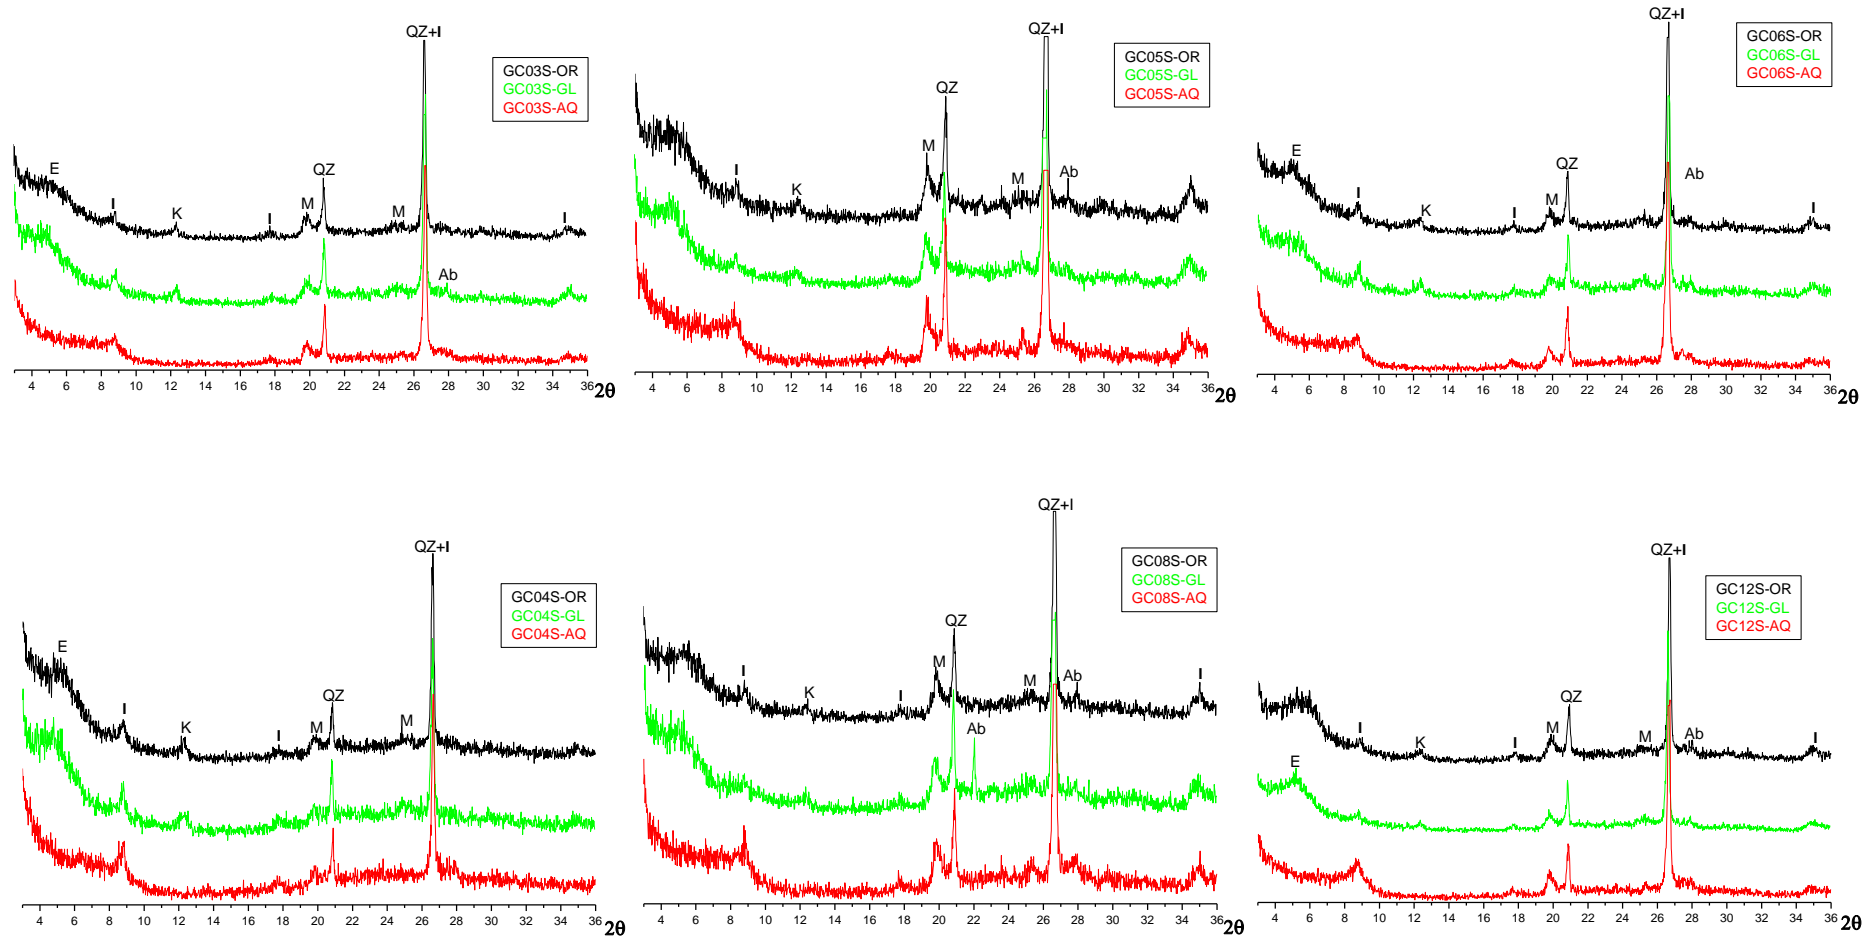 QZ+I
GC03S-OR
GC03S-GL
GC03S-AQ
E
I
K
I
M
QZ
M
Ab
I
4 6 8 10 12 14 16 18 20 22 24 26 28 30 32 34 36
2θ
QZ+I
GC05S-OR
GC05S-GL
GC05S-AQ
QZ
M
I
K
M
Ab
4 6 8 10 12 14 16 18 20 22 24 26 28 30 32 34 36
2θ
QZ+I
GC06S-OR
GC06S-GL
GC06S-AQ
E
I
K
I
M
QZ
Ab
I
4 6 8 10 12 14 16 18 20 22 24 26 28 30 32 34 36
2θ
QZ+I
GC04S-OR
GC04S-GL
GC04S-AQ
E
I
K
I
M
QZ
M
4 6 8 10 12 14 16 18 20 22 24 26 28 30 32 34 36
2θ
QZ+I
GC08S-OR
GC08S-GL
GC08S-AQ
QZ
M
I
K
I
M
Ab
I
Ab
4 6 8 10 12 14 16 18 20 22 24 26 28 30 32 34 36
2θ
QZ+I
GC12S-OR
GC12S-GL
GC12S-AQ
QZ
I
K
I
M
M
Ab
I
E
4 6 8 10 12 14 16 18 20 22 24 26 28 30 32 34 36
2θ